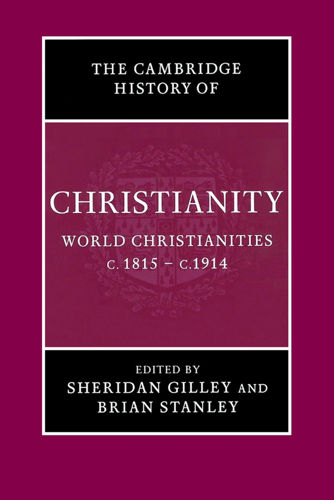 THE CAMBRIDGE
HISTORY OF
CHRISTIANITY
WORLD CHRISTIANITIES
C. 1815 – C.1914
EDITED BY
SHERIDAN GILLEY AND
BRIAN STANLEY